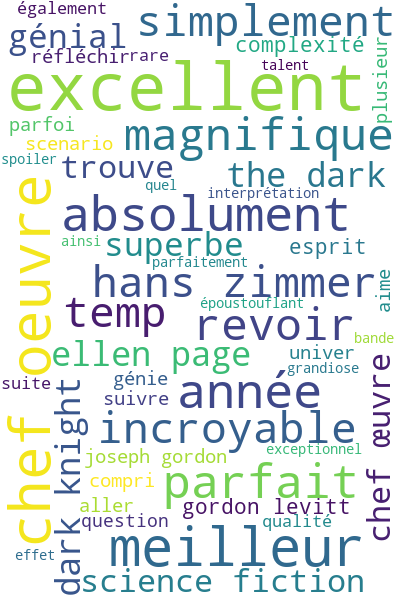 également
simplement
génial
complexité
réfléchir
rare
talent
plusieur
excellent
parfoi
magnifique
scenario
spoiler
trouve
the dark
quel
interprétation
absolument
ainsi
superbe
esprit
parfaitement
hans zimmer
aime
époustouflant
temp
revoir
bande
ellen page
univer
grandiose
suite
génie
année
suivre
chef oeuvre
dark knight
incroyable
chef œuvre
exceptionnel
joseph gordon
parfait
compri
aller
gordon levitt
question
qualité
meilleur
effet
science fiction